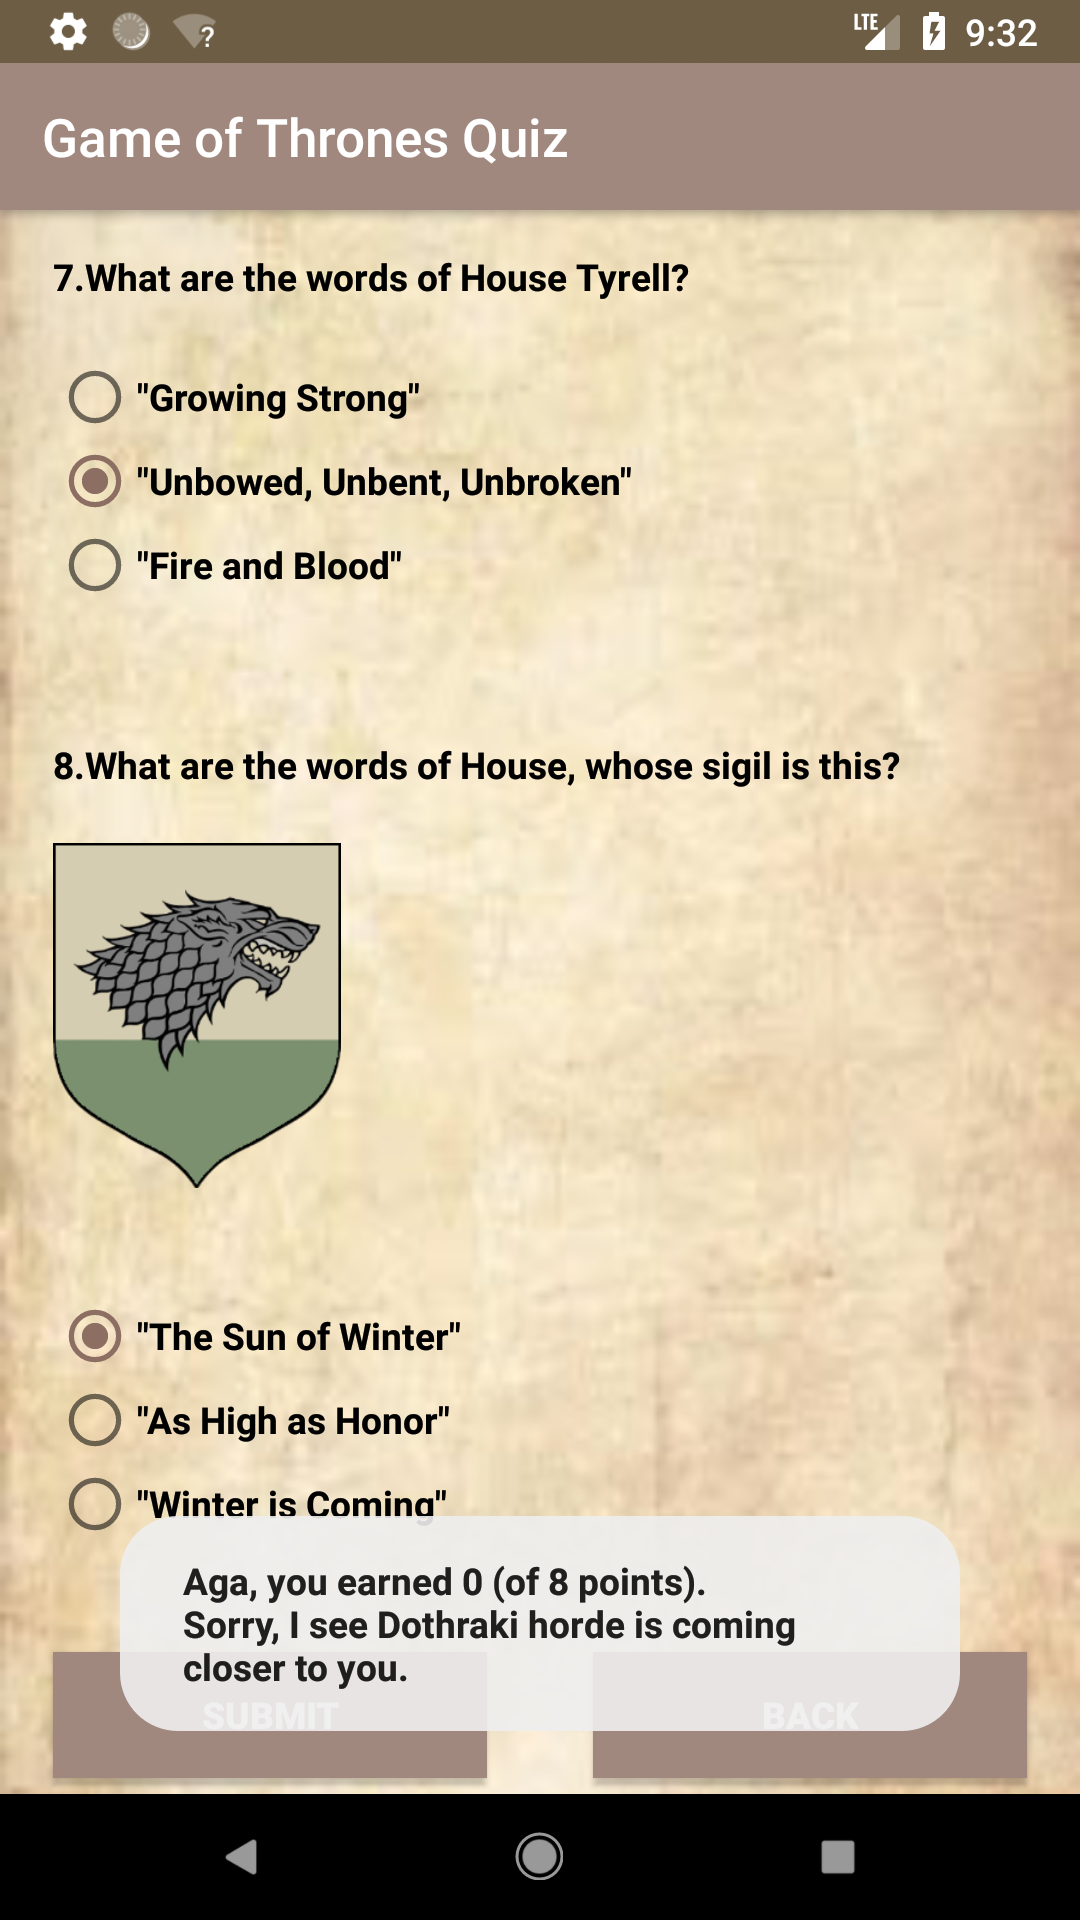 LTE 9:32
Game of Thrones Quiz
7.What are the words of House Tyrell?
"Growing Strong"
"Unbowed, Unbent, Unbroken"
"Fire and Blood"
8.What are the words of House, whose sigil is this?
"The Sun of Winter"
"As High as Honor"
"Winter is Coming"
Aga, you earned 0 (of 8 points).
Sorry, I see Dothraki horde is coming
closer to you.
SUBMIT BACK